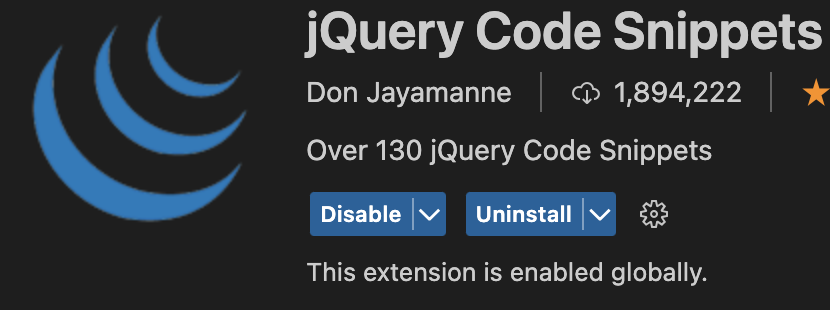 jQuery Code Snippets
Don Jayamanne 1,894,222
Over 130 jQuery Code Snippets
Disable Uninstall
This extension is enabled globally.